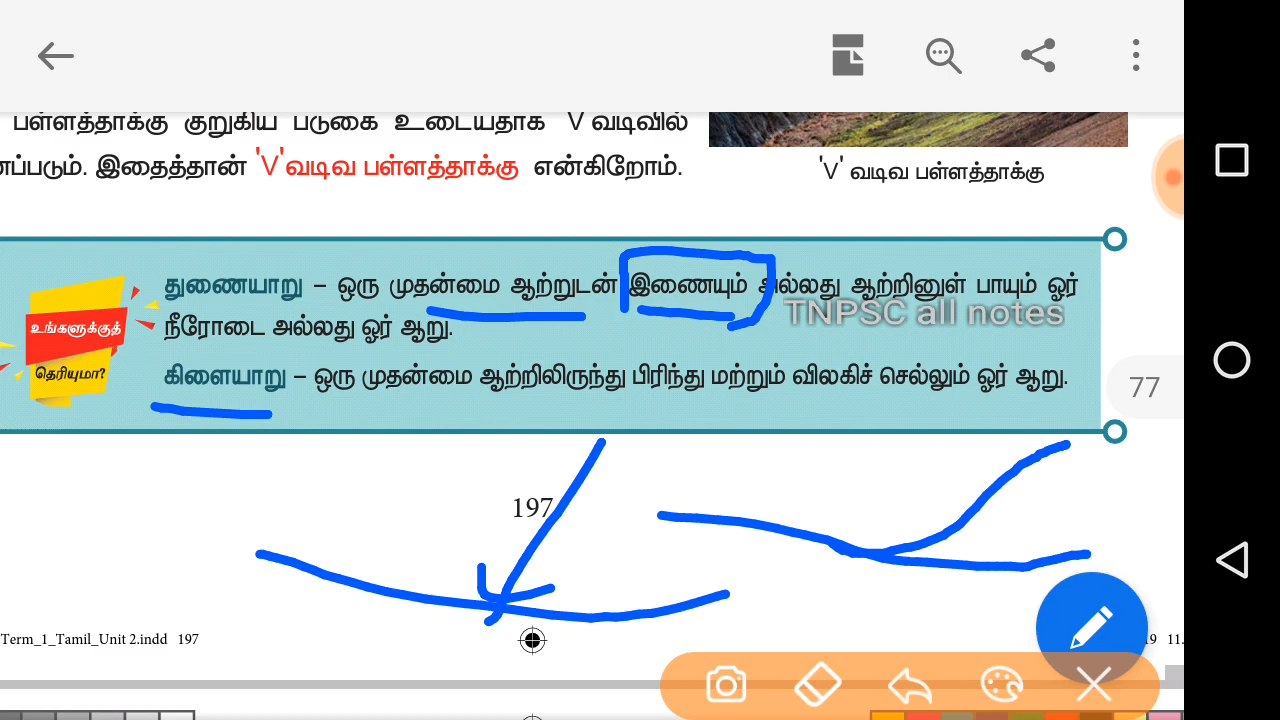 பள்ளத்தாக்கு குறுகிய படுகை உடையதாக 'V' வடிவில்
ப்படும். இதைத்தான் 'V' வடிவ பள்ளத்தாக்கு என்கிறோம்.
'V' வடிவ பள்ளத்தாக்கு
உங்களுக்குத்
தெரியுமா?
துணையாறு – ஒரு முதன்மை ஆற்றுடன் இணையும் அல்லது ஆற்றினுள் பாயும் ஓர்
நீரோடை அல்லது ஓர் ஆறு.
கிளையாறு – ஒரு முதன்மை ஆற்றிலிருந்து பிரிந்து மற்றும் விலகிச் செல்லும் ஓர் ஆறு.
TNPSC all notes
77
197
Term_1_Tamil_Unit 2.indd 197
19 11.